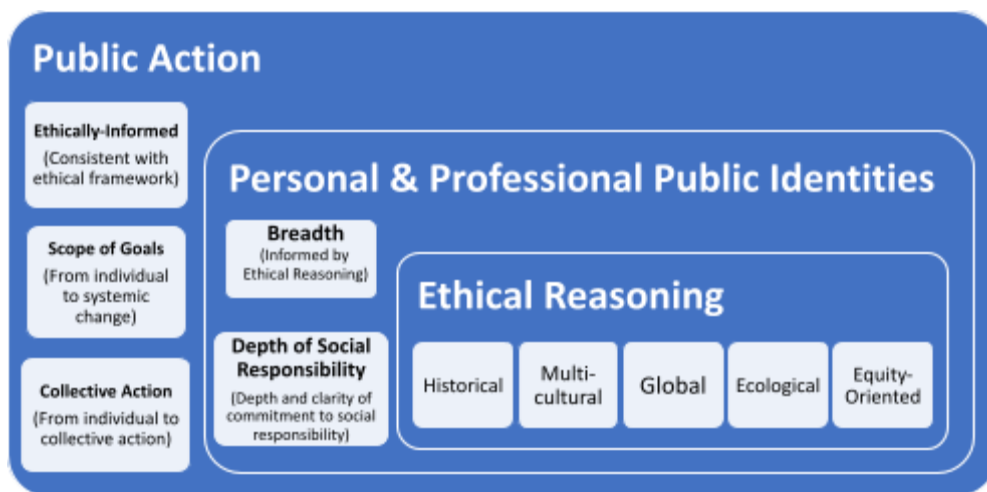 Public Action
Ethically-Informed
(Consistent with
ethical framework)
Scope of Goals
(From individual
to systemic
change)
Collective Action
(From individual to
collective action)
Personal & Professional Public Identities
Breadth
(Informed by
Ethical Reasoning)
Depth of Social
Responsibility
(Depth and clarity of
commitment to social
responsibility)
Ethical Reasoning
Historical
Multi-
cultural
Global
Ecological
Equity-
Oriented